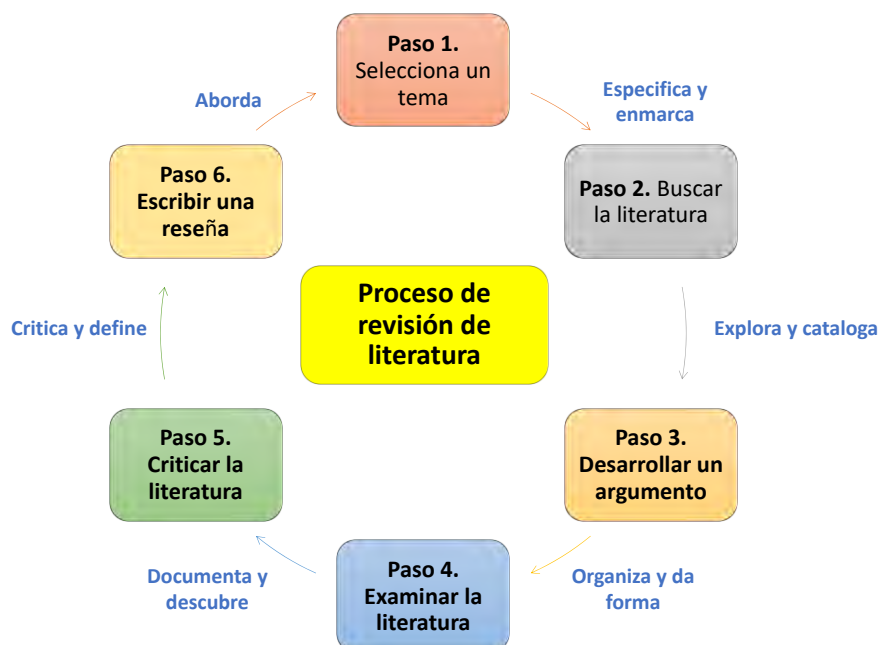 Paso 1.
Selecciona un
tema
Especifica y
enmarca
Paso 2. Buscar
la literatura
Explora y cataloga
Paso 3.
Desarrollar un
argumento
Organiza y da
forma
Paso 4.
Examinar la
literatura
Documenta y
descubre
Paso 5.
Criticar la
literatura
Critica y define
Paso 6.
Escribir una
reseña
Aborda
Proceso de
revisión de
literatura